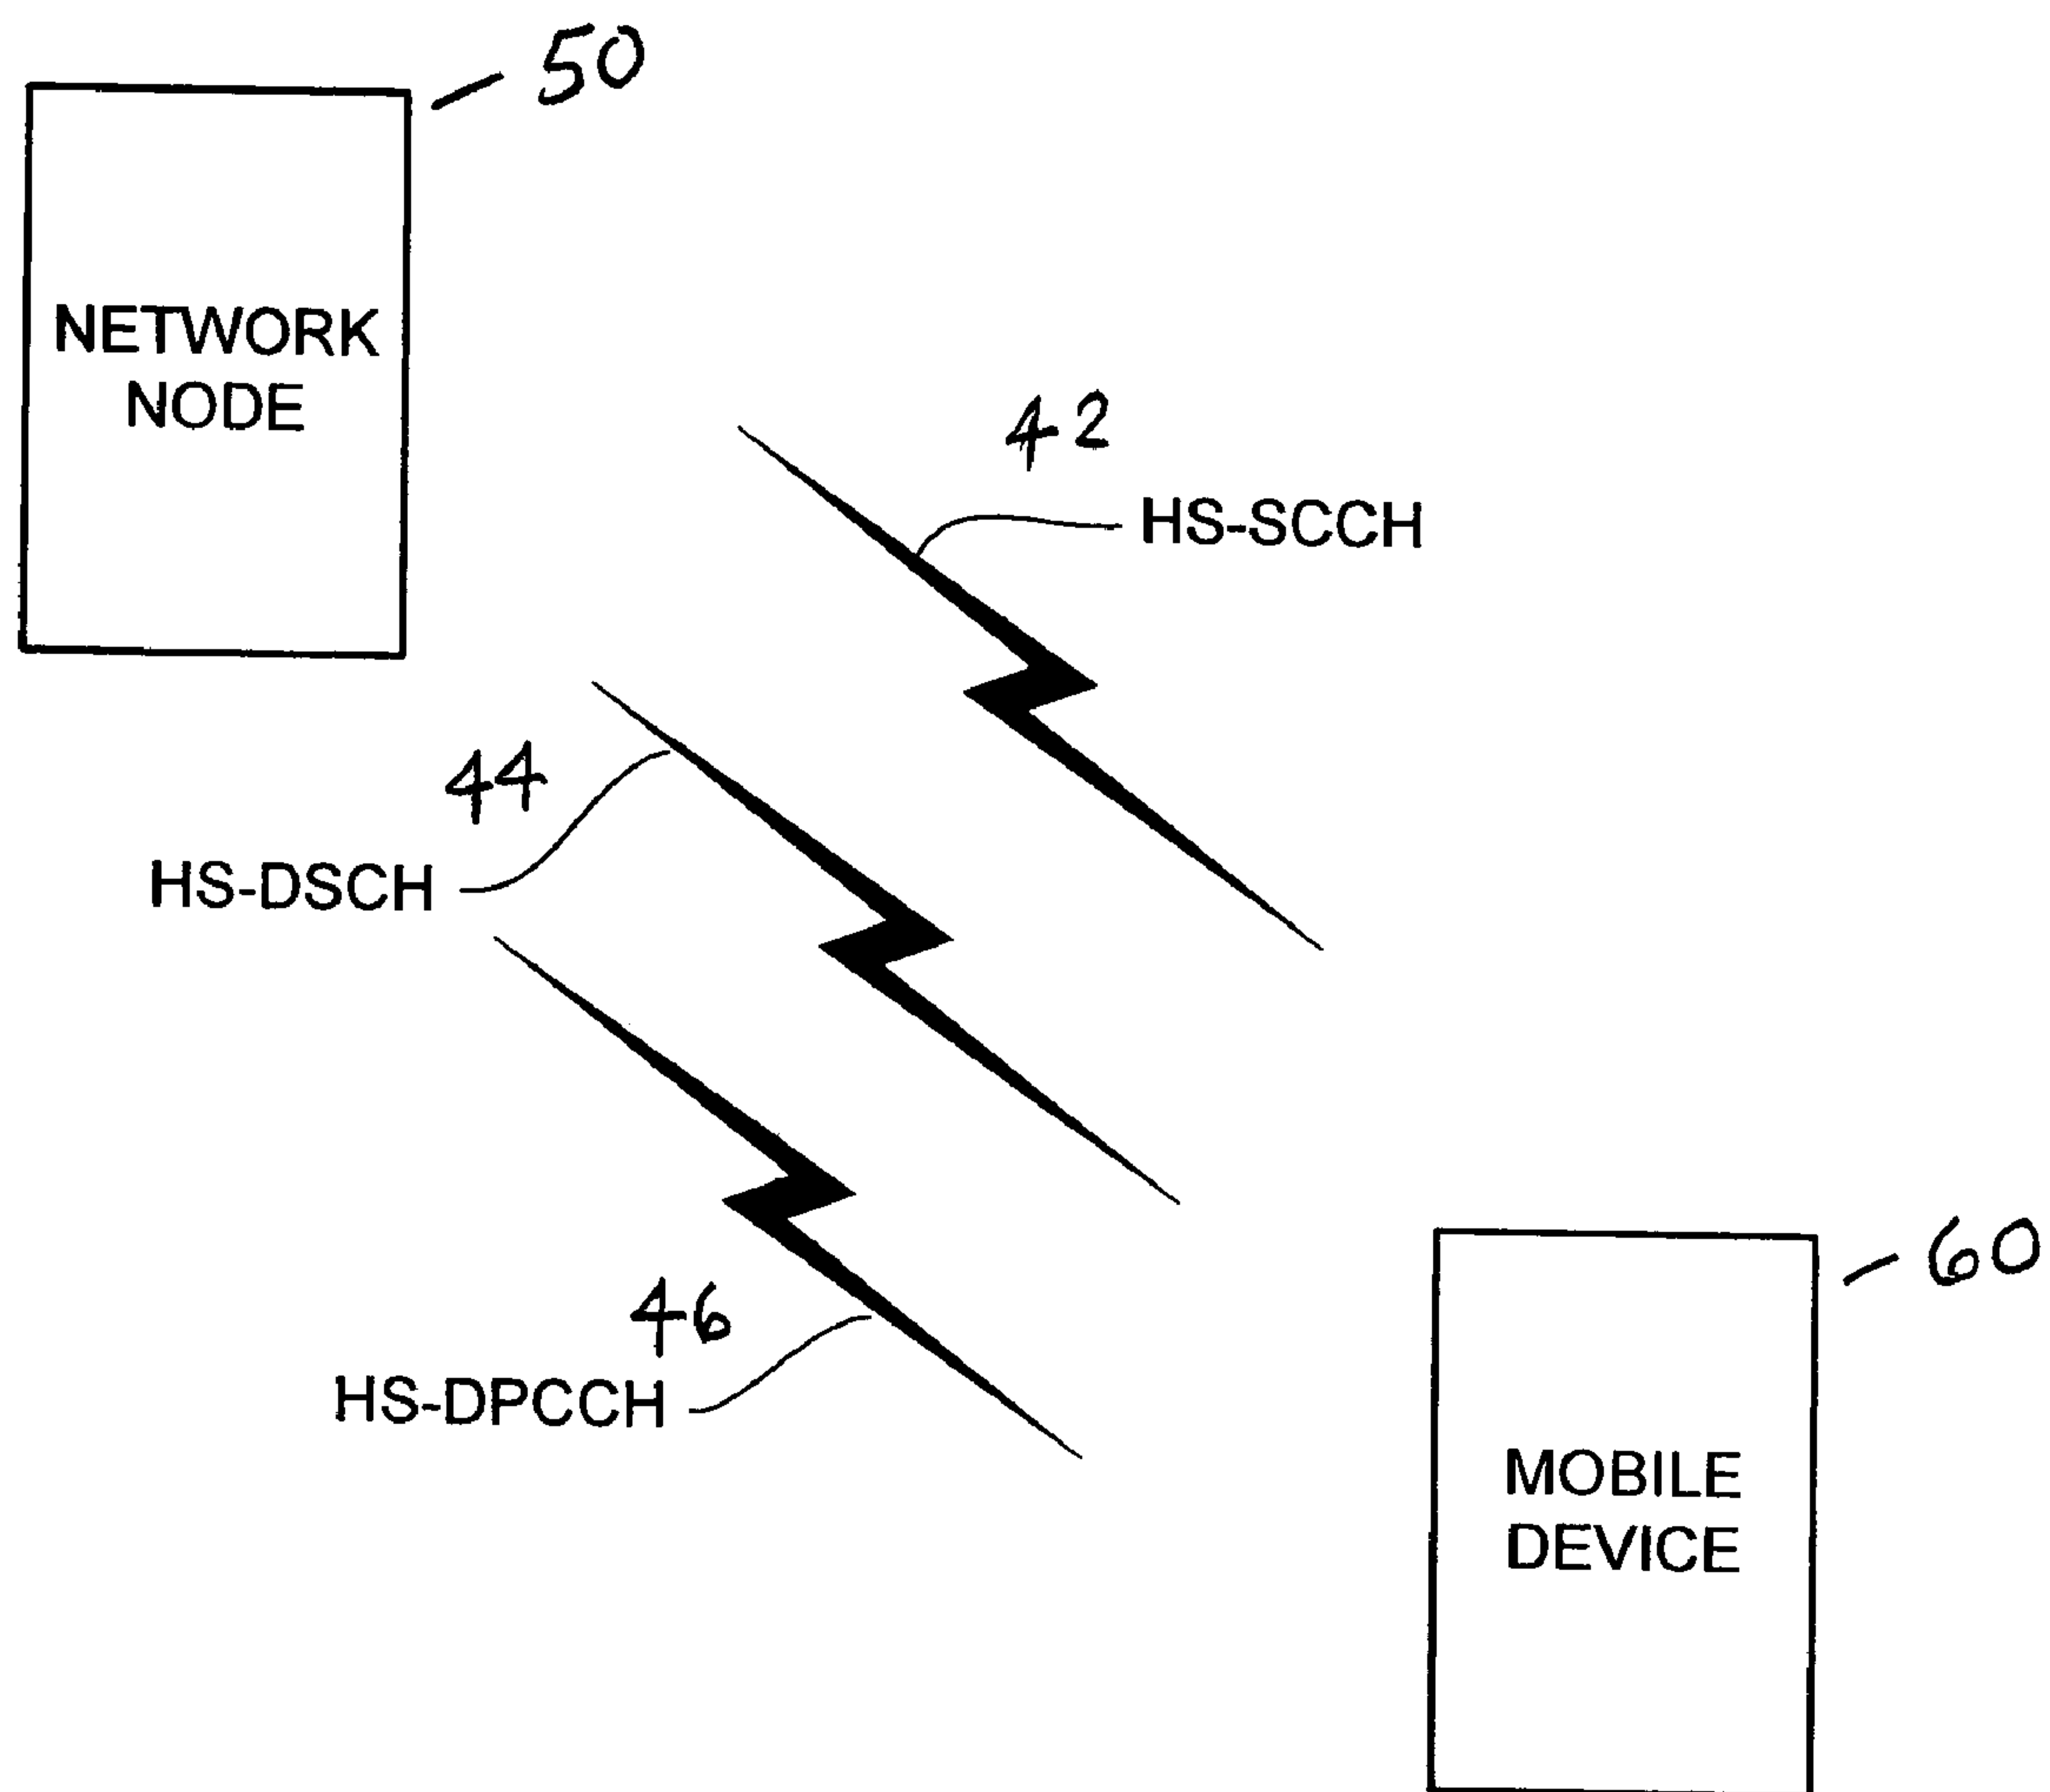 50
NETWORK
NODE
42
HS-SCCH
44
HS-DSCH
46
HS-DPCCH
60
MOBILE
DEVICE